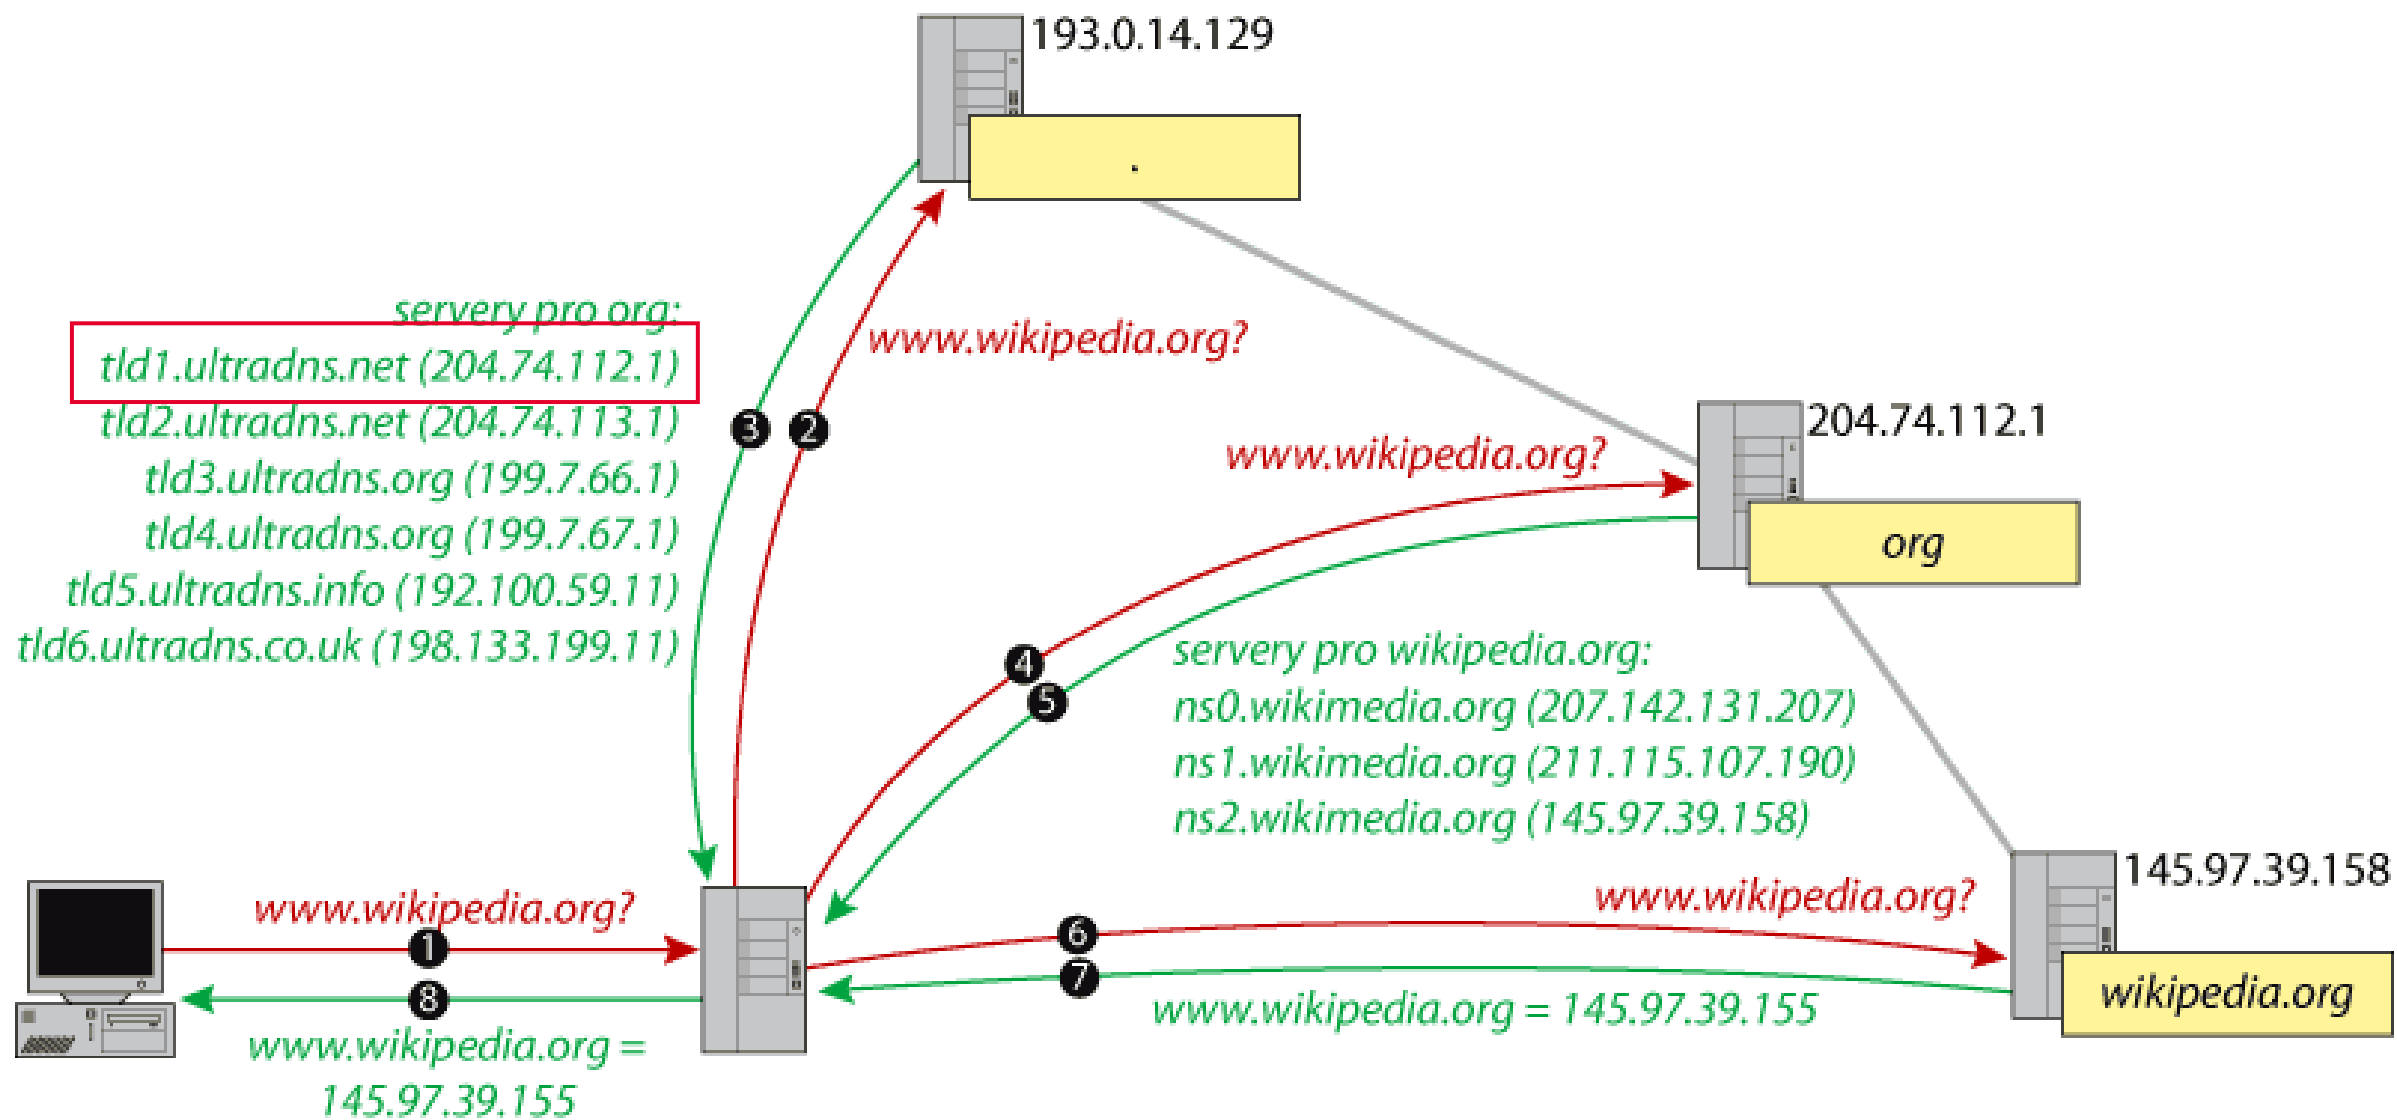 193.0.14.129
.
servery pro org:
tld1.ultradns.net (204.74.112.1)
tld2.ultradns.net (204.74.113.1)
tld3.ultradns.org (199.7.66.1)
tld4.ultradns.org (199.7.67.1)
tld5.ultradns.info (192.100.59.11)
tld6.ultradns.co.uk (198.133.199.11)
www.wikipedia.org?
3
2
204.74.112.1
www.wikipedia.org?
org
4
5
servery pro wikipedia.org:
ns0.wikimedia.org (207.142.131.207)
ns1.wikimedia.org (211.115.107.190)
ns2.wikimedia.org (145.97.39.158)
145.97.39.158
www.wikipedia.org?
1
www.wikipedia.org?
6
7
wikipedia.org
8
www.wikipedia.org = 145.97.39.155
www.wikipedia.org =
145.97.39.155